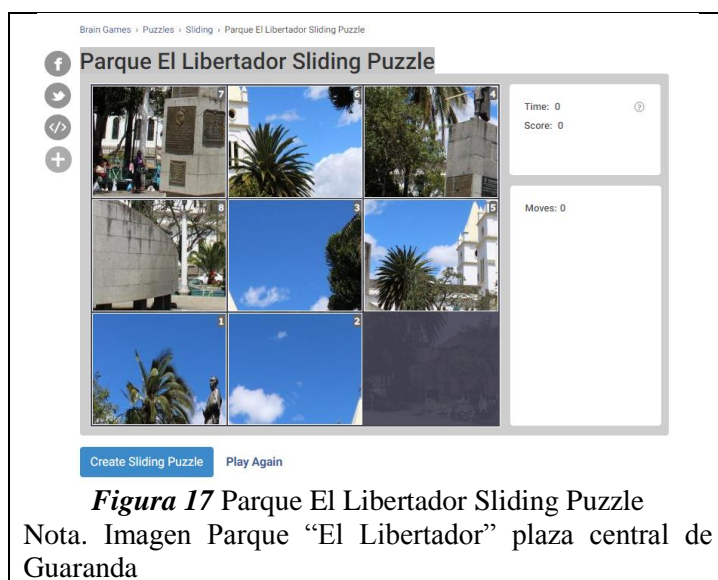 Brain Games › Puzzles › Sliding › Parque El Libertador Sliding Puzzle
Parque El Libertador Sliding Puzzle
7 6 4
Time: 0
Score: 0
8 3 5
Moves: 0
1 2
Create Sliding Puzzle Play Again
Figura 17 Parque El Libertador Sliding Puzzle
Nota. Imagen Parque “El Libertador” plaza central de
Guaranda